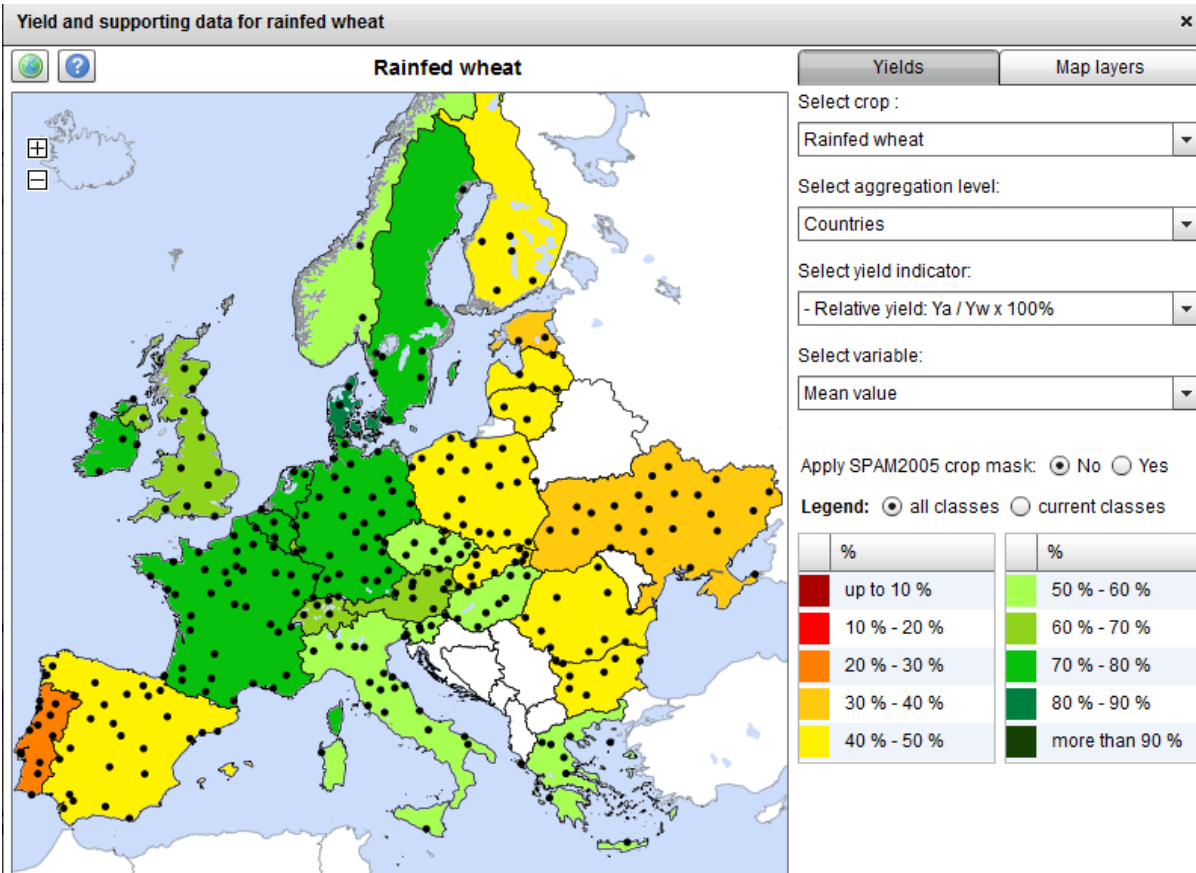 Yield and supporting data for rainfed wheat
×
?
Rainfed wheat
Yields
Map layers
+
−
Select crop :
Rainfed wheat
Select aggregation level:
Countries
Select yield indicator:
- Relative yield: Ya / Yw x 100%
Select variable:
Mean value
Apply SPAM2005 crop mask: No Yes
Legend: all classes current classes
% %
up to 10 % 50 % - 60 %
10 % - 20 % 60 % - 70 %
20 % - 30 % 70 % - 80 %
30 % - 40 % 80 % - 90 %
40 % - 50 % more than 90 %